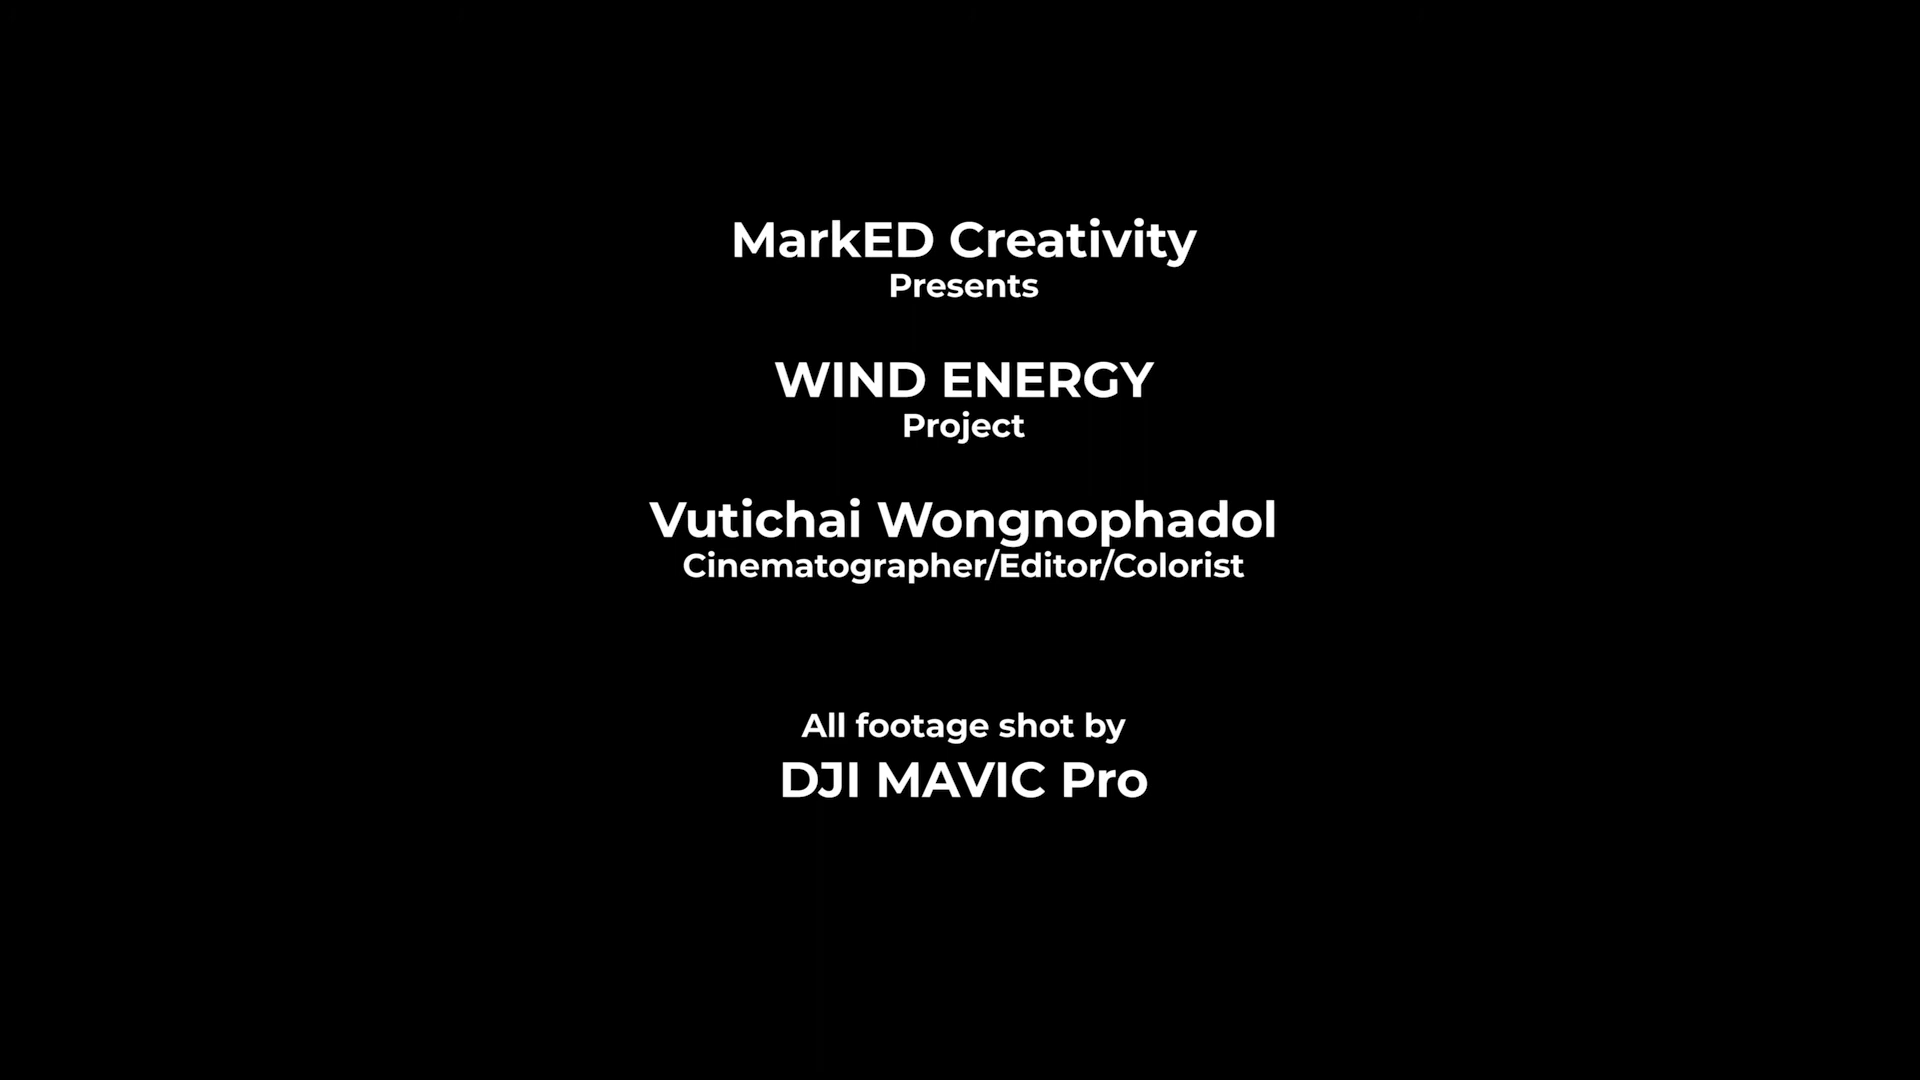 MarkED Creativity
Presents
WIND ENERGY
Project
Vutichai Wongnophadol
Cinematographer/Editor/Colorist
All footage shot by
DJI MAVIC Pro